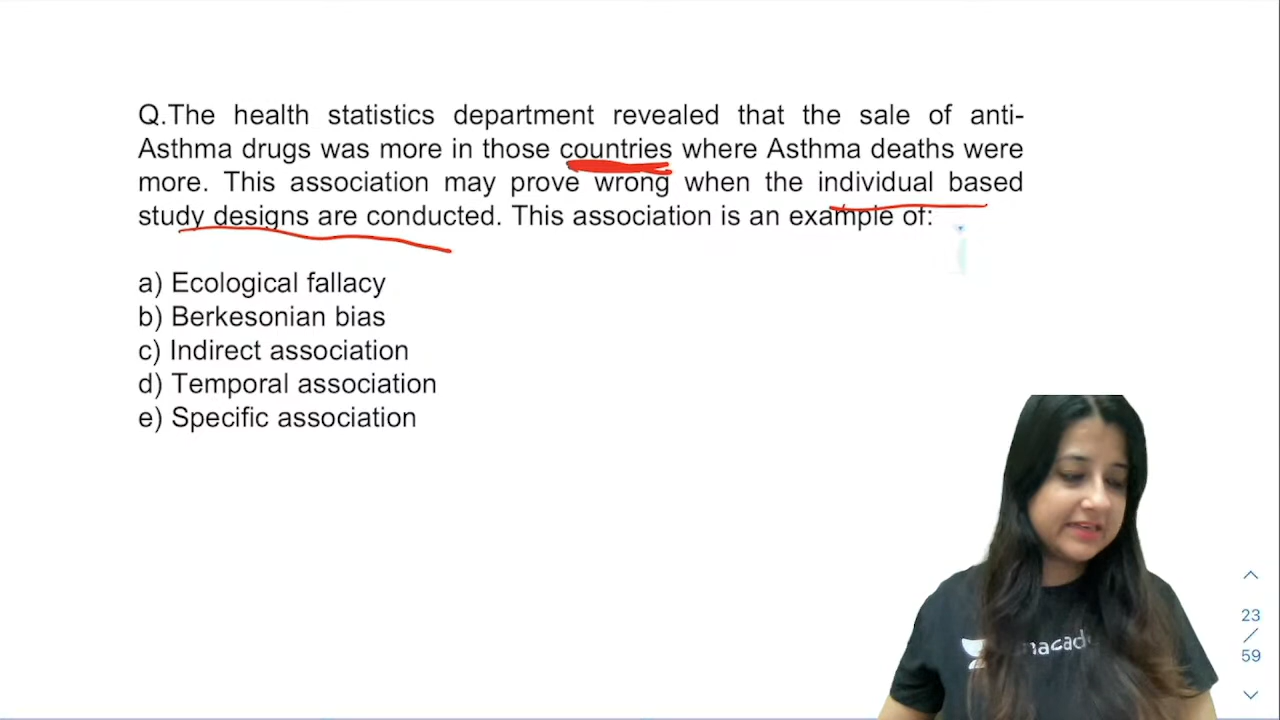 Q.The health statistics department revealed that the sale of anti-
Asthma drugs was more in those countries where Asthma deaths were
more. This association may prove wrong when the individual based
study designs are conducted. This association is an example of:
a) Ecological fallacy
b) Berkesonian bias
c) Indirect association
d) Temporal association
e) Specific association
23
/
59